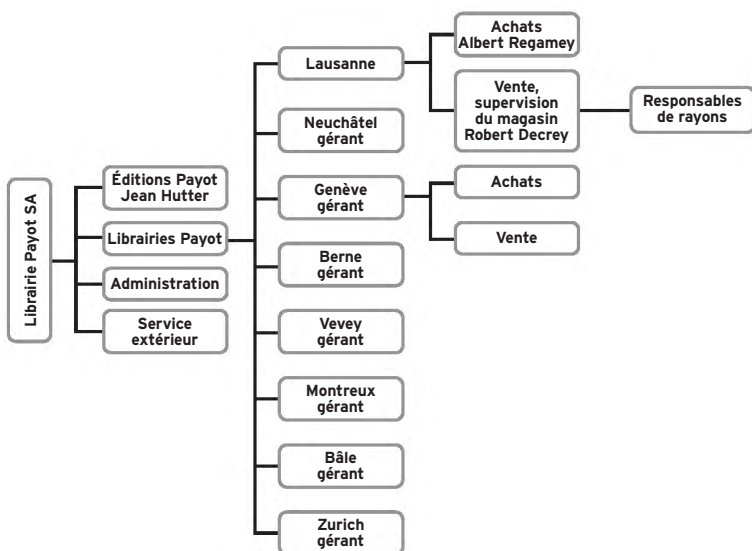 Librairie Payot SA
Éditions Payot
Jean Hutter
Librairies Payot
Administration
Service
extérieur
Lausanne
Neuchâtel
gérant
Genève
gérant
Berne
gérant
Vevey
gérant
Montreux
gérant
Bâle
gérant
Zurich
gérant
Achats
Albert Regamey
Vente,
supervision
du magasin
Robert Decrey
Achats
Vente
Responsables
de rayons